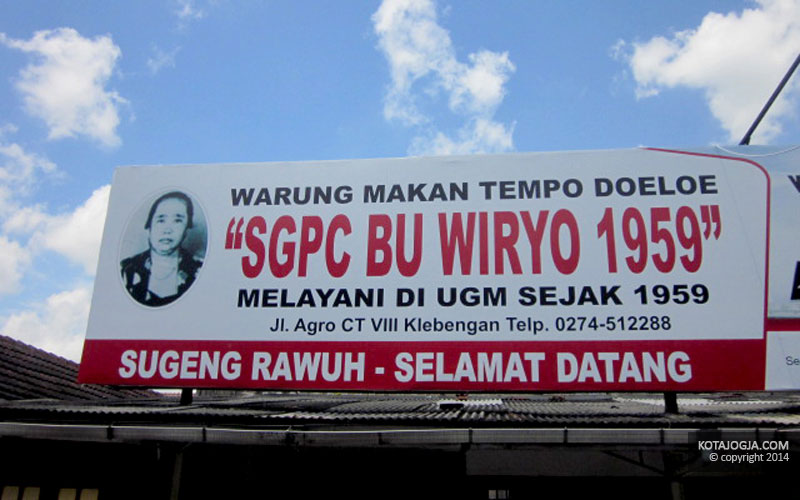 WARUNG MAKAN TEMPO DOELOE
"SGPC BU WIRYO 1959"
MELAYANI DI UGM SEJAK 1959
Jl. Agro CT VIII Klebengan Telp. 0274-512288
SUGENG RAWUH - SELAMAT DATANG
KOTAJOGJA.COM
© copyright 2014